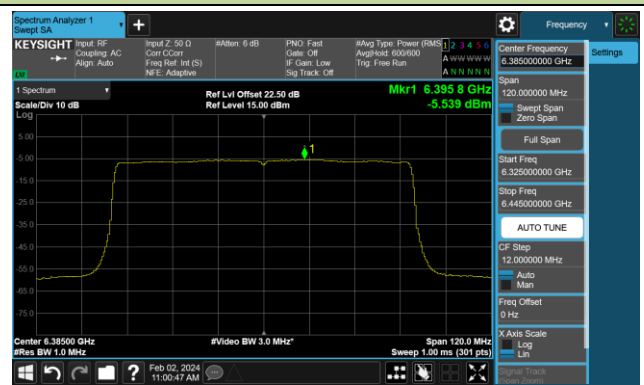 Spectrum Analyzer 1
Swept SA
+
Frequency
KEYSIGHT
Input: RF
Coupling: AC
Align: Auto
Input Z: 50 Ω
Corr CCorr
Freq Ref: Int (S)
NFE: Adaptive
#Atten: 6 dB
PNO: Fast
Gate: Off
IF Gain: Low
Sig Track: Off
#Avg Type: Power (RMS)
Avg|Hold: 600/600
Trig: Free Run
1 2 3 4 5 6
A W W W W W
A N N N N N
Center Frequency
6.385000000 GHz
Settings
Span
120.000000 MHz
Swept Span
Zero Span
Full Span
Start Freq
6.325000000 GHz
Stop Freq
6.445000000 GHz
AUTO TUNE
CF Step
12.000000 MHz
Auto
Man
Freq Offset
0 Hz
X Axis Scale
Log
Lin
Signal Track
(Span Zoom)
1 Spectrum
Scale/Div 10 dB
Log
Ref Lvl Offset 22.50 dB
Ref Level 15.00 dBm
Mkr1 6.395 8 GHz
-5.539 dBm
1
5.00
-5.00
-15.0
-25.0
-35.0
-45.0
-55.0
-65.0
-75.0
Center 6.38500 GHz
#Res BW 1.0 MHz
#Video BW 3.0 MHz*
Span 120.0 MHz
Sweep 1.00 ms (301 pts)
?
Feb 02, 2024
11:00:47 AM